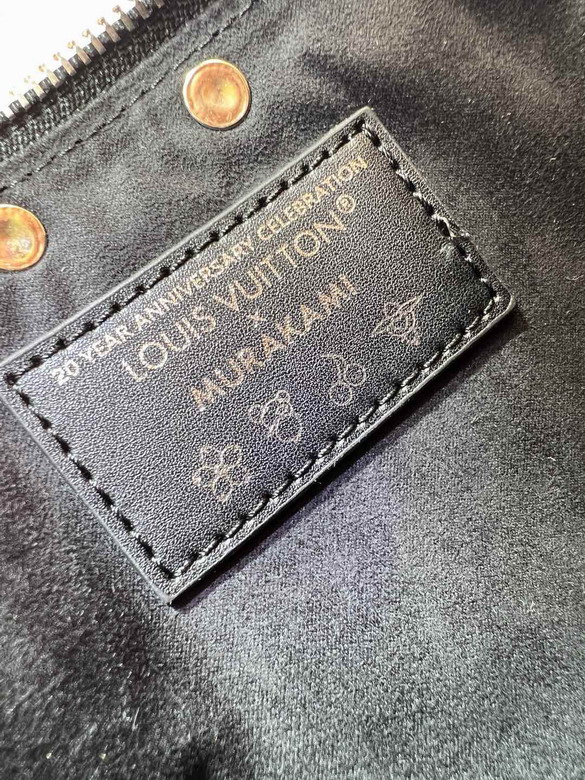 20 YEAR ANNIVERSARY CELEBRATION
LOUIS VUITTON®
×
MURAKAMI